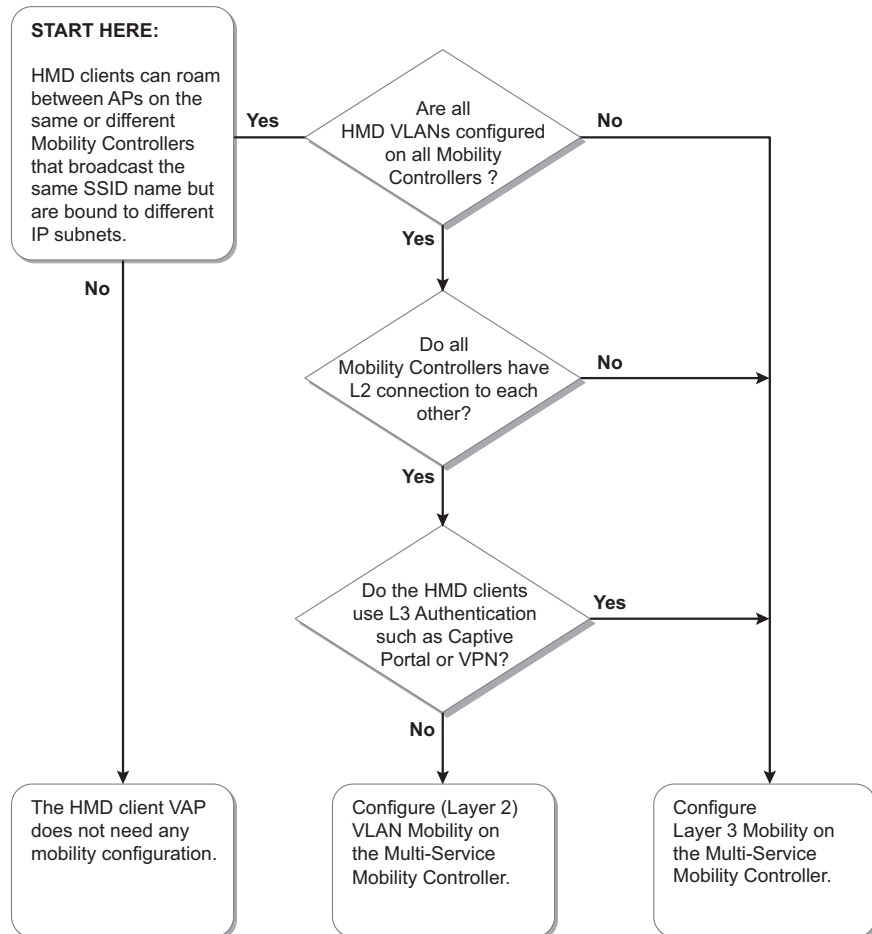 START HERE:
HMD clients can roam
between APs on the
same or different
Mobility Controllers
that broadcast the
same SSID name but
are bound to different
IP subnets.
Yes
Are all
HMD VLANs configured
on all Mobility
Controllers ?
No
Yes
No
Do all
Mobility Controllers have
L2 connection to each
other?
No
Yes
Do the HMD clients
use L3 Authentication
such as Captive
Portal or VPN?
Yes
No
The HMD client VAP
does not need any
mobility configuration.
Configure (Layer 2)
VLAN Mobility on
the Multi-Service
Mobility Controller.
Configure
Layer 3 Mobility on
the Multi-Service
Mobility Controller.